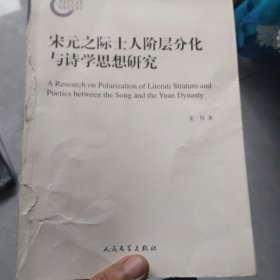 宋元之际士人阶层分化
与诗学思想研究
A Research on Polarization of Literati Stratum and
Poetics between the Song and the Yuan Dynasty
著
人民文学出版社